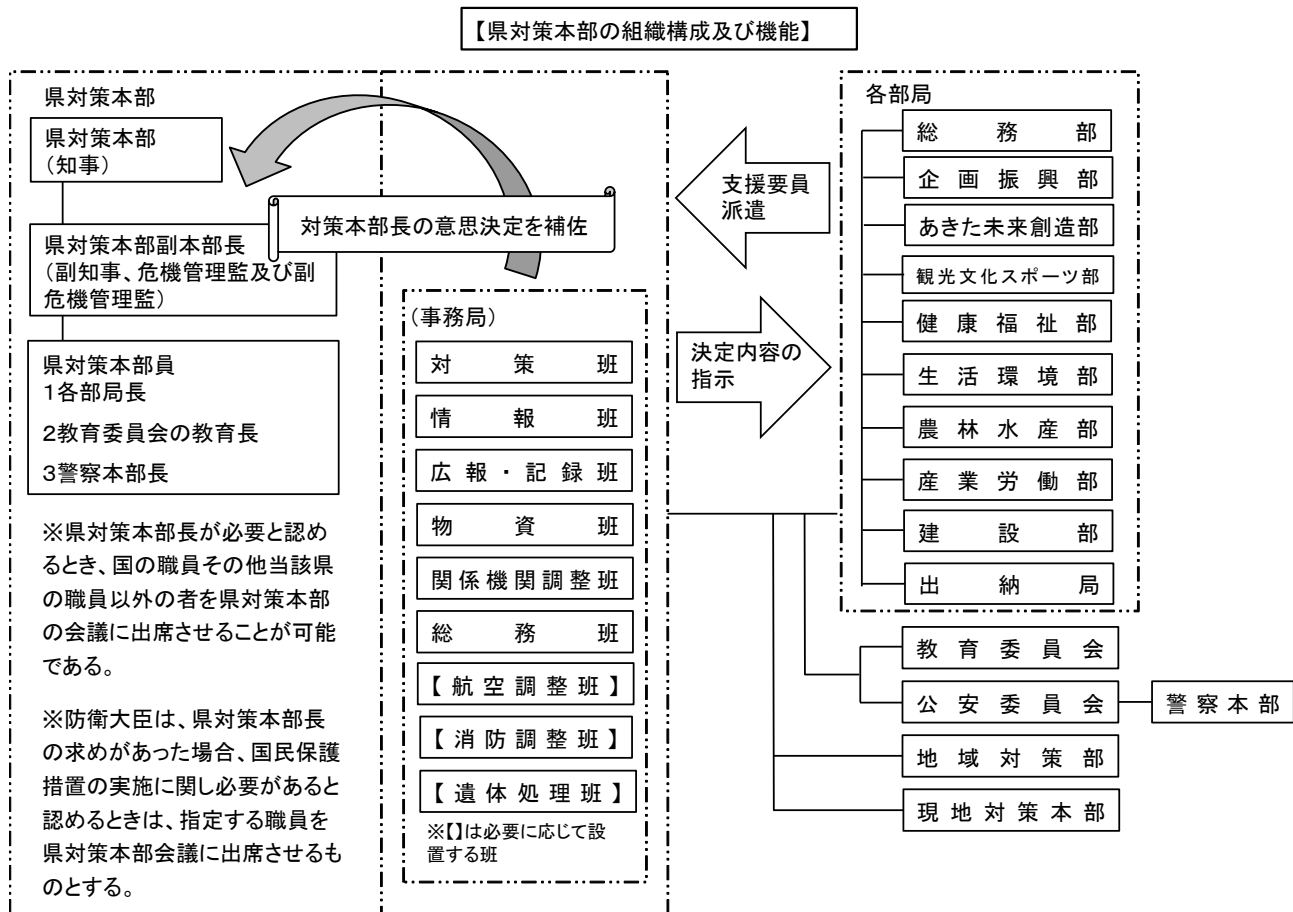 【県対策本部の組織構成及び機能】
県対策本部
県対策本部
（知事）
県対策本部副本部長
（副知事、危機管理監及び副
危機管理監）
県対策本部員
１各部局長
２教育委員会の教育長
３警察本部長
※県対策本部長が必要と認め
るとき、国の職員その他当該県
の職員以外の者を県対策本部
の会議に出席させることが可能
である。
※防衛大臣は、県対策本部長
の求めがあった場合、国民保護
措置の実施に関し必要があると
認めるときは、指定する職員を
県対策本部会議に出席させるも
のとする。
対策本部長の意思決定を補佐
（事務局）
対策班
情報班
広報・記録班
物資班
関係機関調整班
総務班
【航空調整班】
【消防調整班】
【遺体処理班】
※【】は必要に応じて設
置する班
支援要員
派遣
決定内容の
指示
各部局
総務部
企画振興部
あきた未来創造部
観光文化スポーツ部
健康福祉部
生活環境部
農林水産部
産業労働部
建設部
出納局
教育委員会
公安委員会
警察本部
地域対策部
現地対策本部